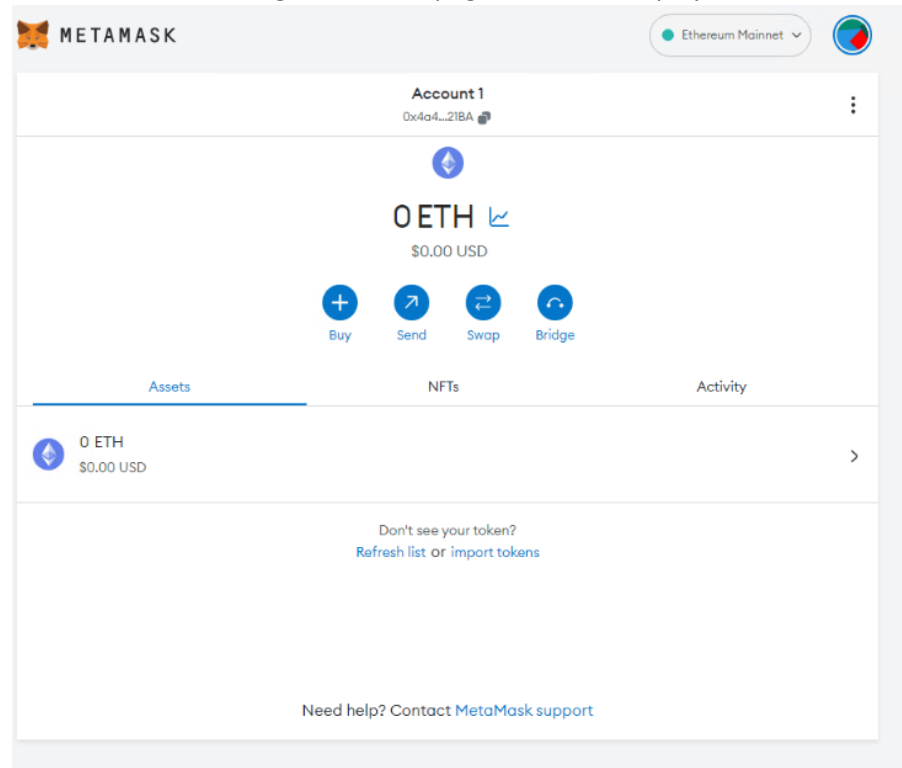 METAMASK
Ethereum Mainnet
Account 1
0x4a4...21BA
0 ETH
$0.00 USD
Buy Send Swap Bridge
Assets NFTs Activity
0 ETH
$0.00 USD
Don't see your token?
Refresh list or import tokens
Need help? Contact MetaMask support